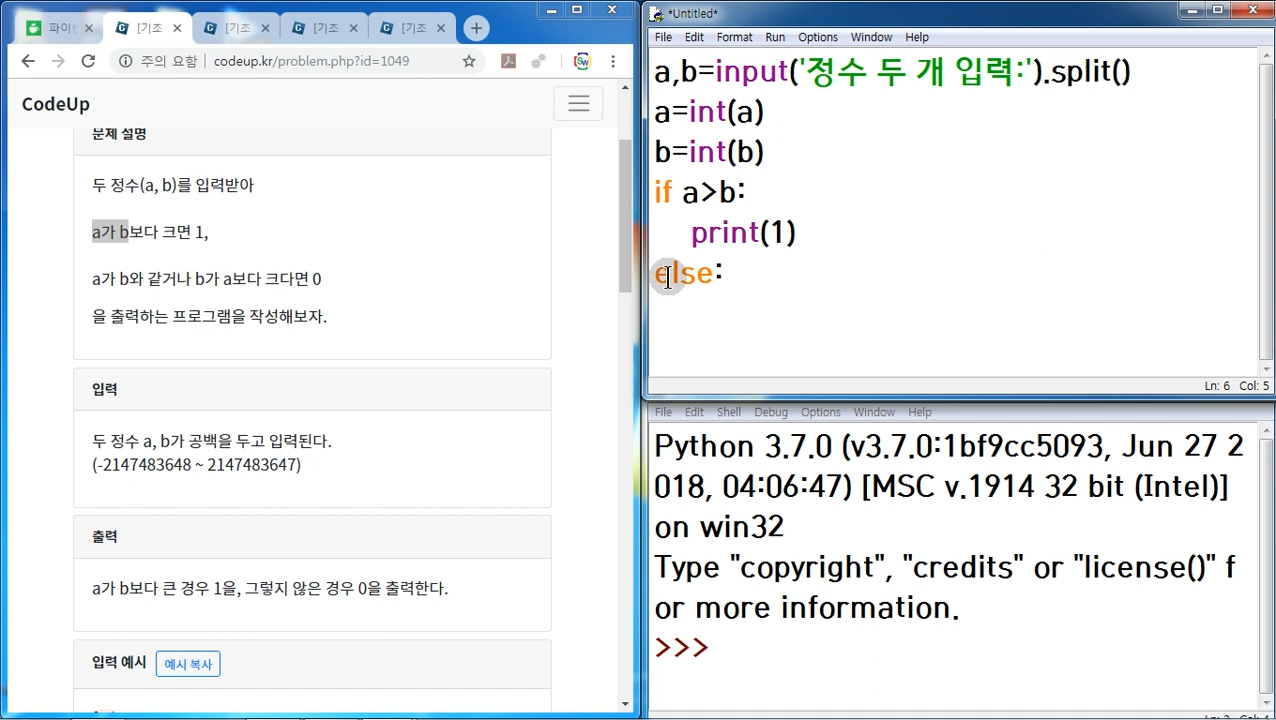 파이썬
[기초
[기초
[기초
[기초
주의 요함
codeup.kr/problem.php?id=1049
CodeUp
문제 설명
두 정수(a, b)를 입력받아
a가 b보다 크면 1,
a가 b와 같거나 b가 a보다 크다면 0
을 출력하는 프로그램을 작성해보자.
입력
두 정수 a, b가 공백을 두고 입력된다.
(-2147483648 ~ 2147483647)
출력
a가 b보다 큰 경우 1을, 그렇지 않은 경우 0을 출력한다.
입력 예시 예시 복사
*Untitled*
File Edit Format Run Options Window Help
a,b=input('정수 두 개 입력:').split()
a=int(a)
b=int(b)
if a>b:
print(1)
else:
Ln: 6 Col: 5
File Edit Shell Debug Options Window Help
Python 3.7.0 (v3.7.0:1bf9cc5093, Jun 27 2
018, 04:06:47) [MSC v.1914 32 bit (Intel)]
on win32
Type "copyright", "credits" or "license()" f
or more information.
>>>